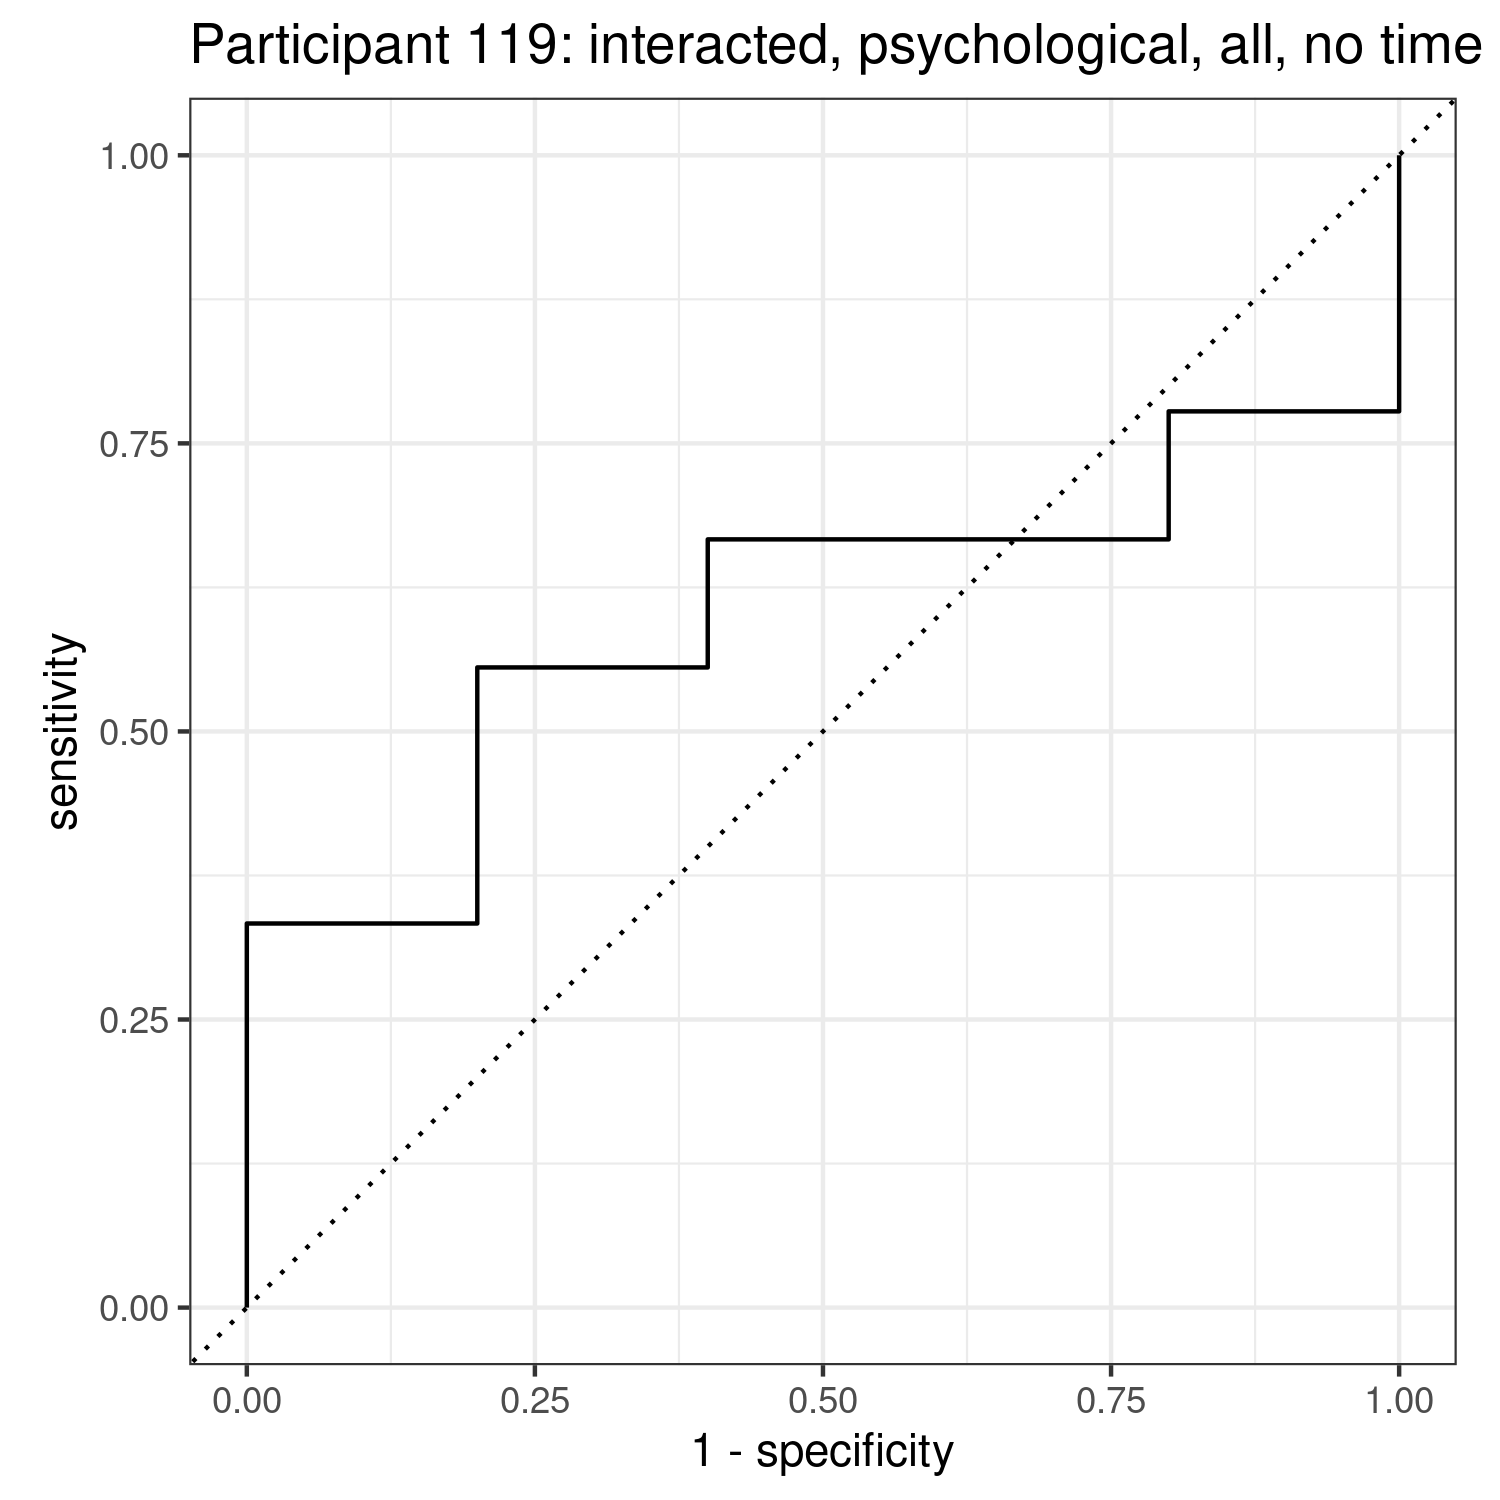 Participant 119: interacted, psychological, all, no time
1.00
0.75
0.50
0.25
0.00
sensitivity
0.00 0.25 0.50 0.75 1.00
1 - specificity